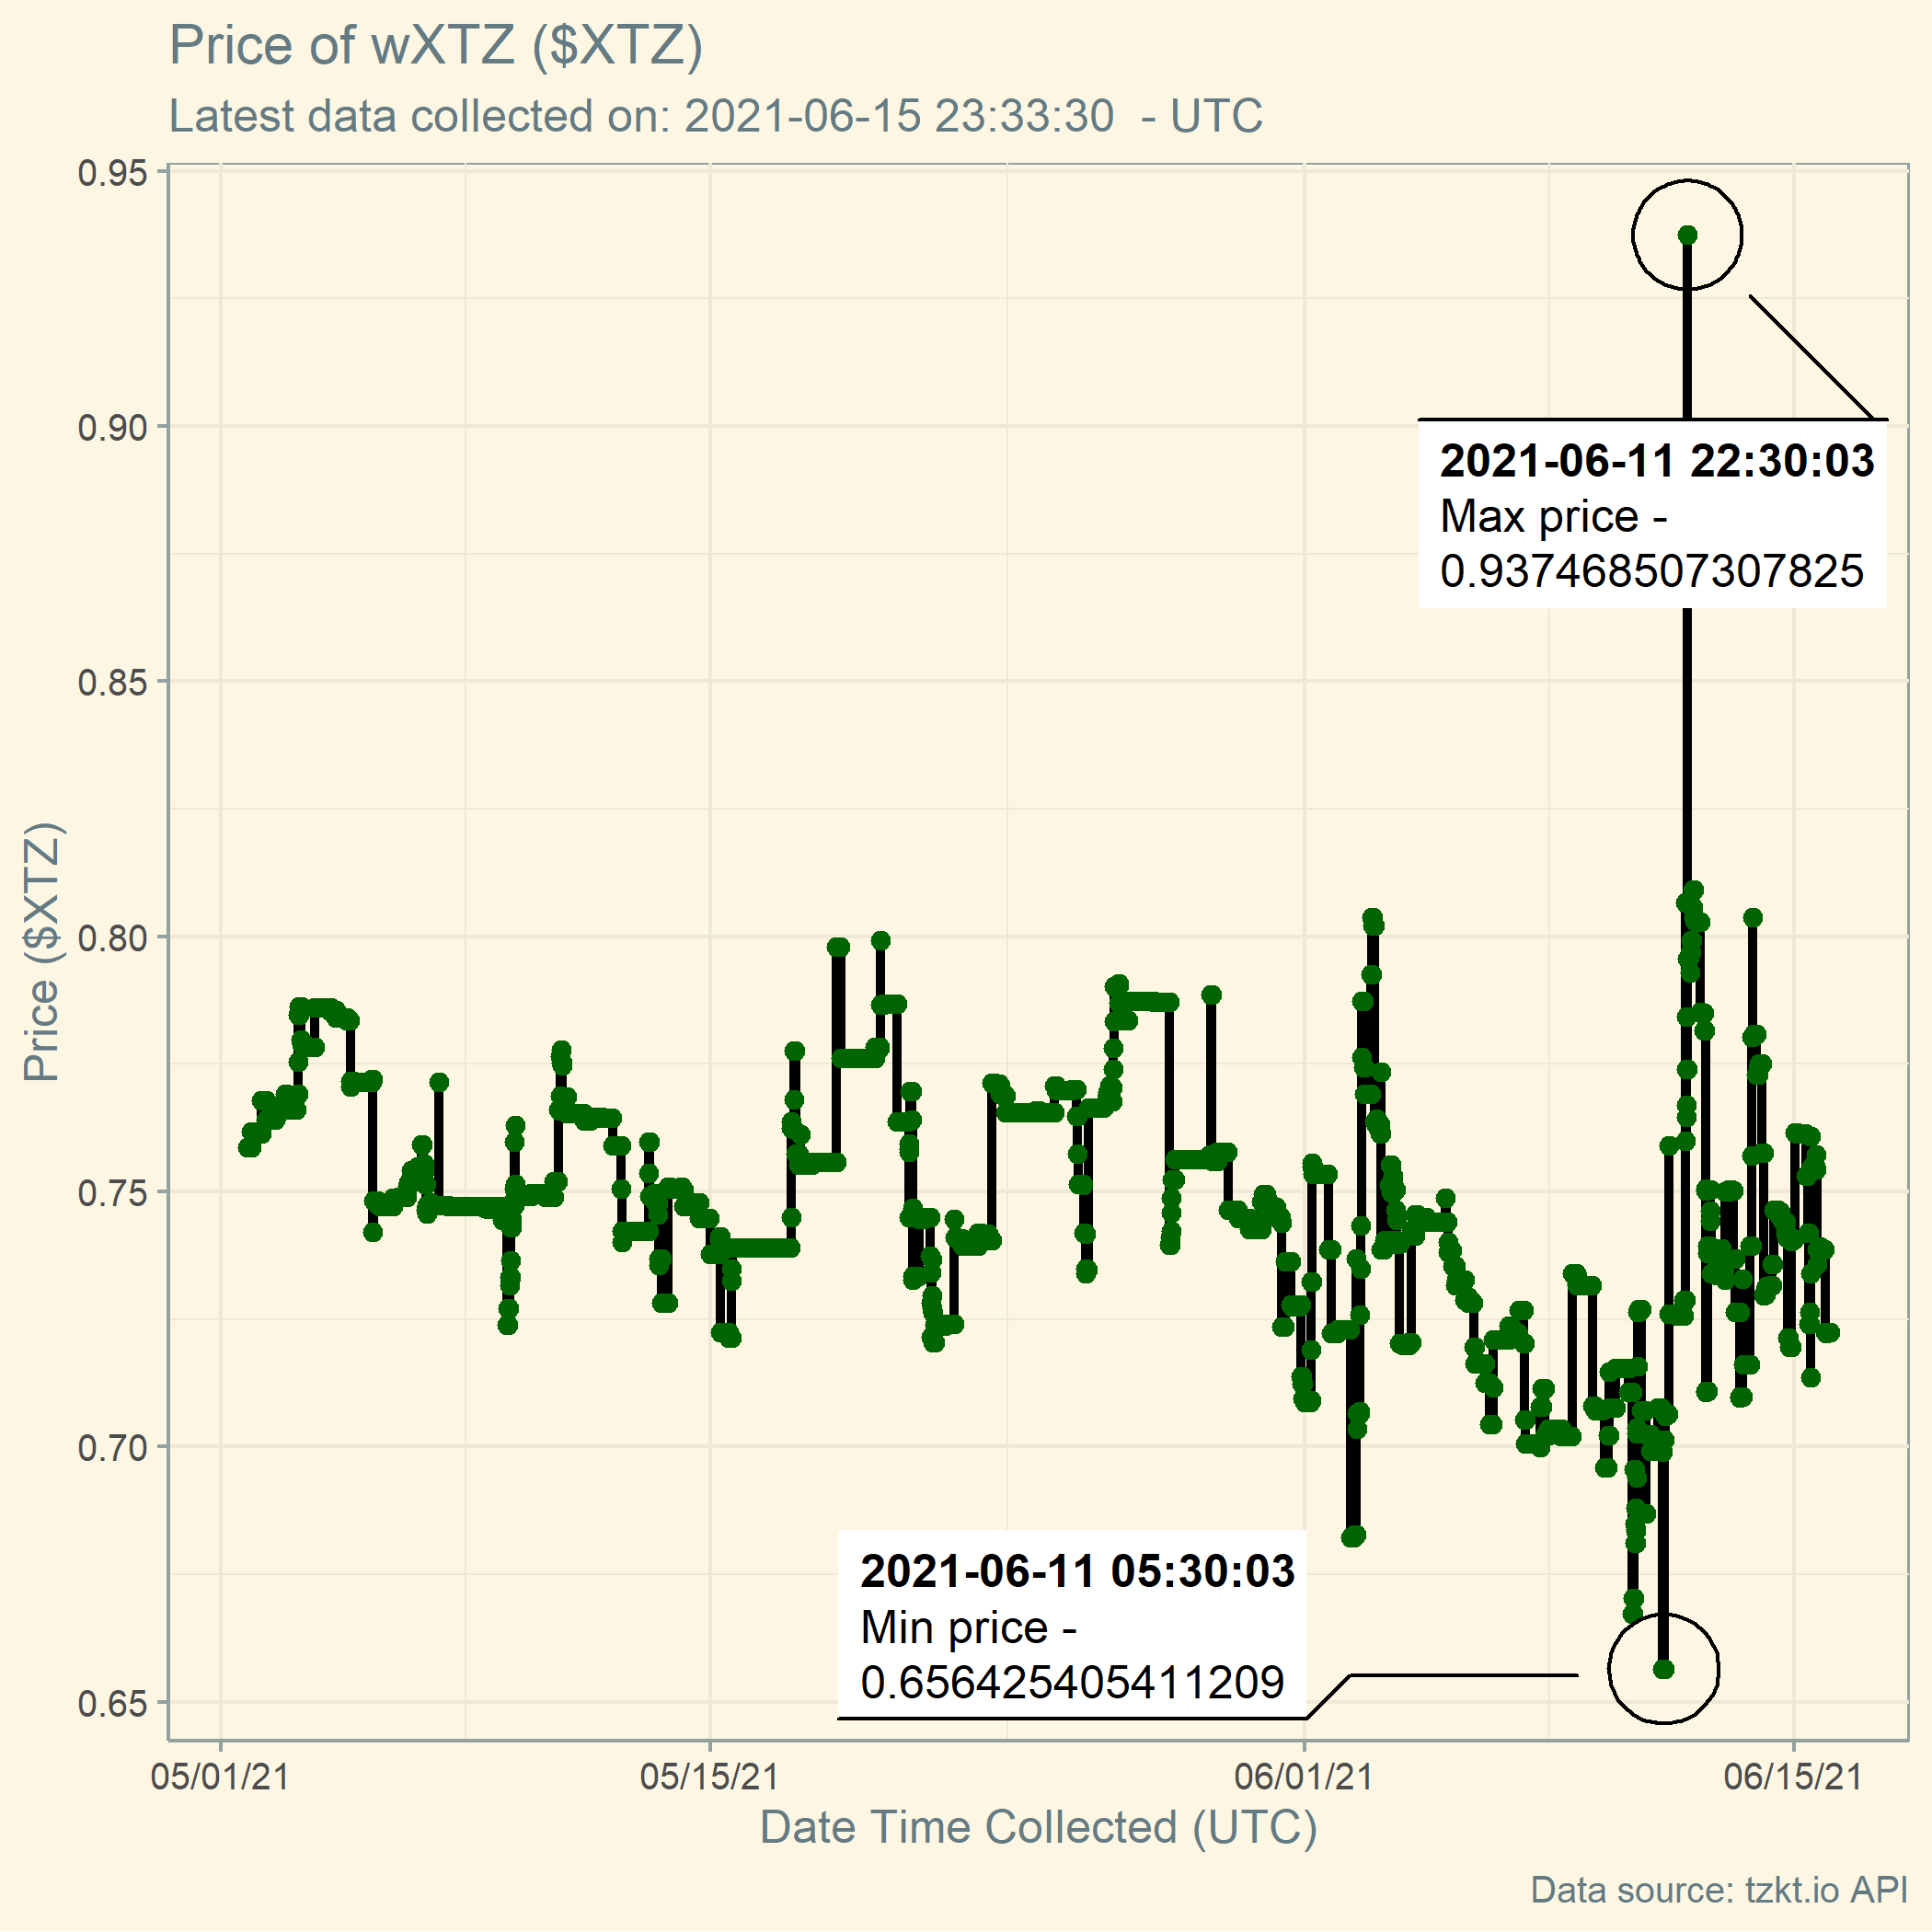 Price of wXTZ ($XTZ)
Latest data collected on: 2021-06-15 23:33:30  - UTC
0.95
0.90
0.85
0.80
0.75
0.70
0.65
Price ($XTZ)
2021-06-11 22:30:03
Max price -
0.937468507307825
2021-06-11 05:30:03
Min price -
0.656425405411209
05/01/21
05/15/21
06/01/21
06/15/21
Date Time Collected (UTC)
Data source: tzkt.io API